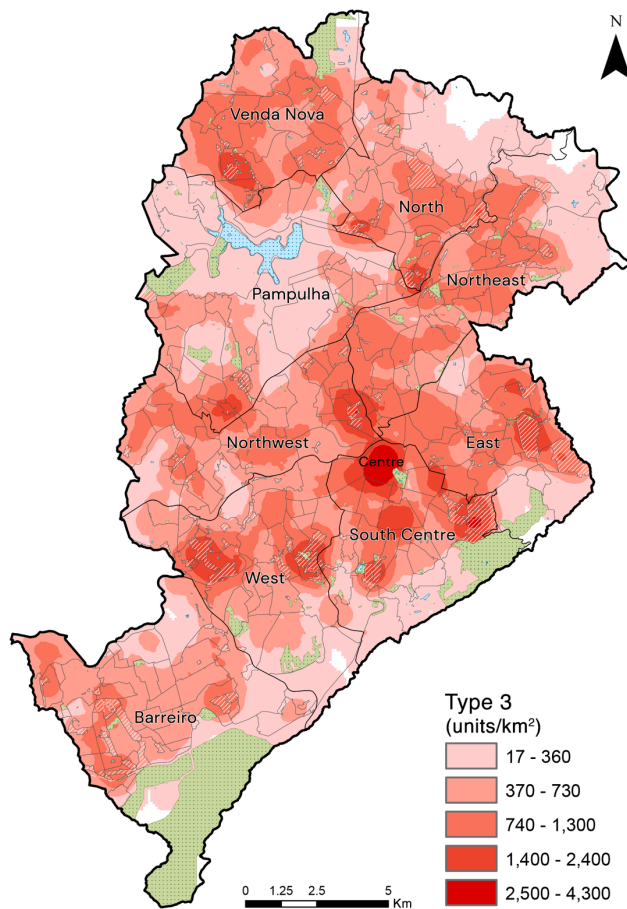 N
Venda Nova
North
Northeast
Pampulha
Northwest
East
Centre
South Centre
West
Barreiro
Type 3
(units/km²)
17 - 360
370 - 730
740 - 1,300
1,400 - 2,400
2,500 - 4,300
0 1.25 2.5 5
Km